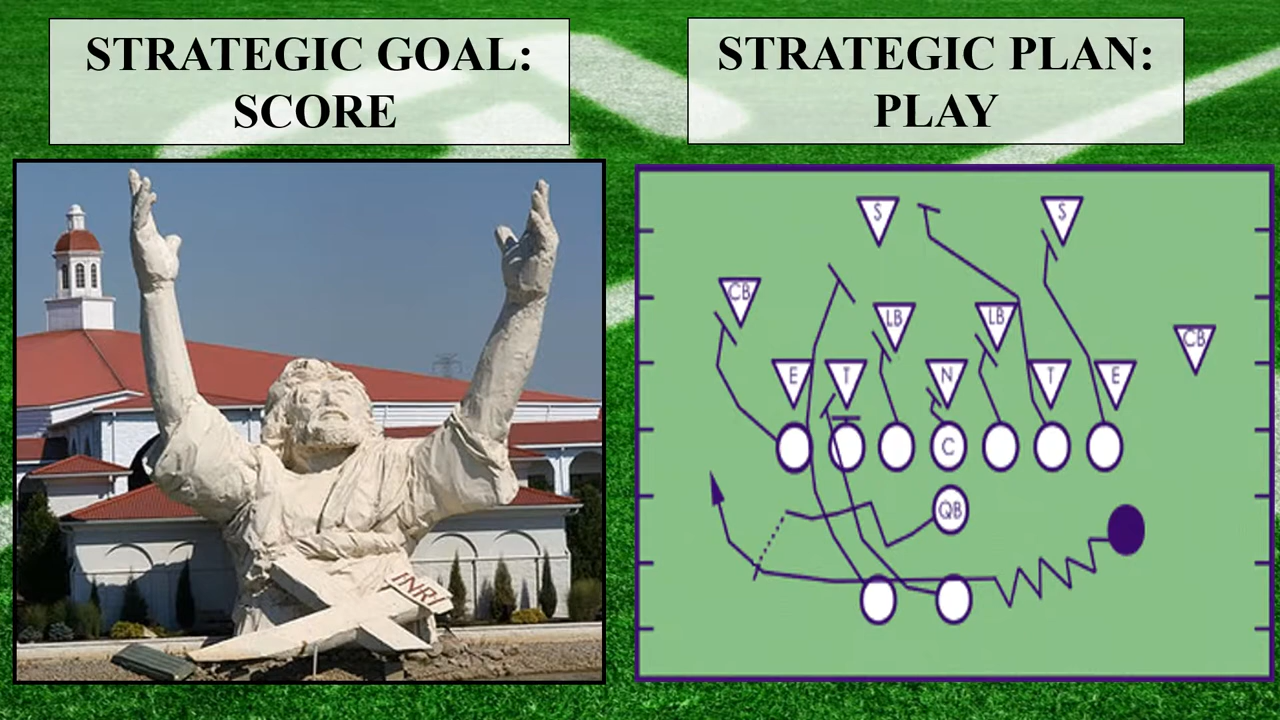 STRATEGIC GOAL:
SCORE
STRATEGIC PLAN:
PLAY
INRI
S S
CB
LB LB
CB
E T N T E
C
QB